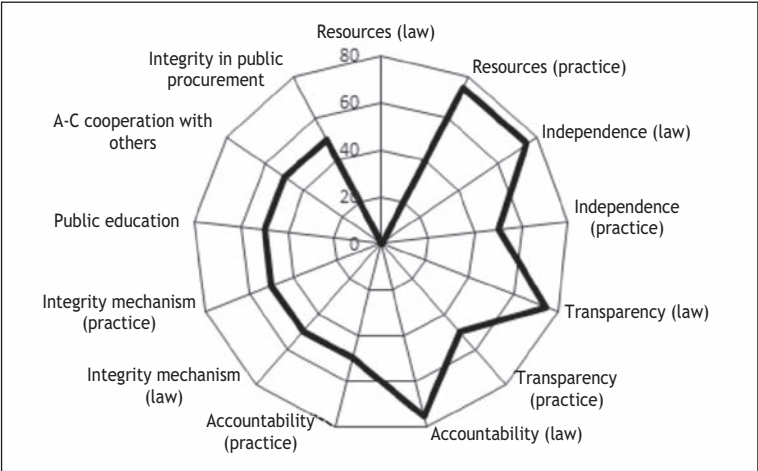 Resources (law)
80
60
40
20
0
Resources (practice)
Independence (law)
Independence
(practice)
Transparency (law)
Transparency
(practice)
Accountability (law)
Accountability
(practice)
Integrity mechanism
(law)
Integrity mechanism
(practice)
Public education
A-C cooperation with
others
Integrity in public
procurement